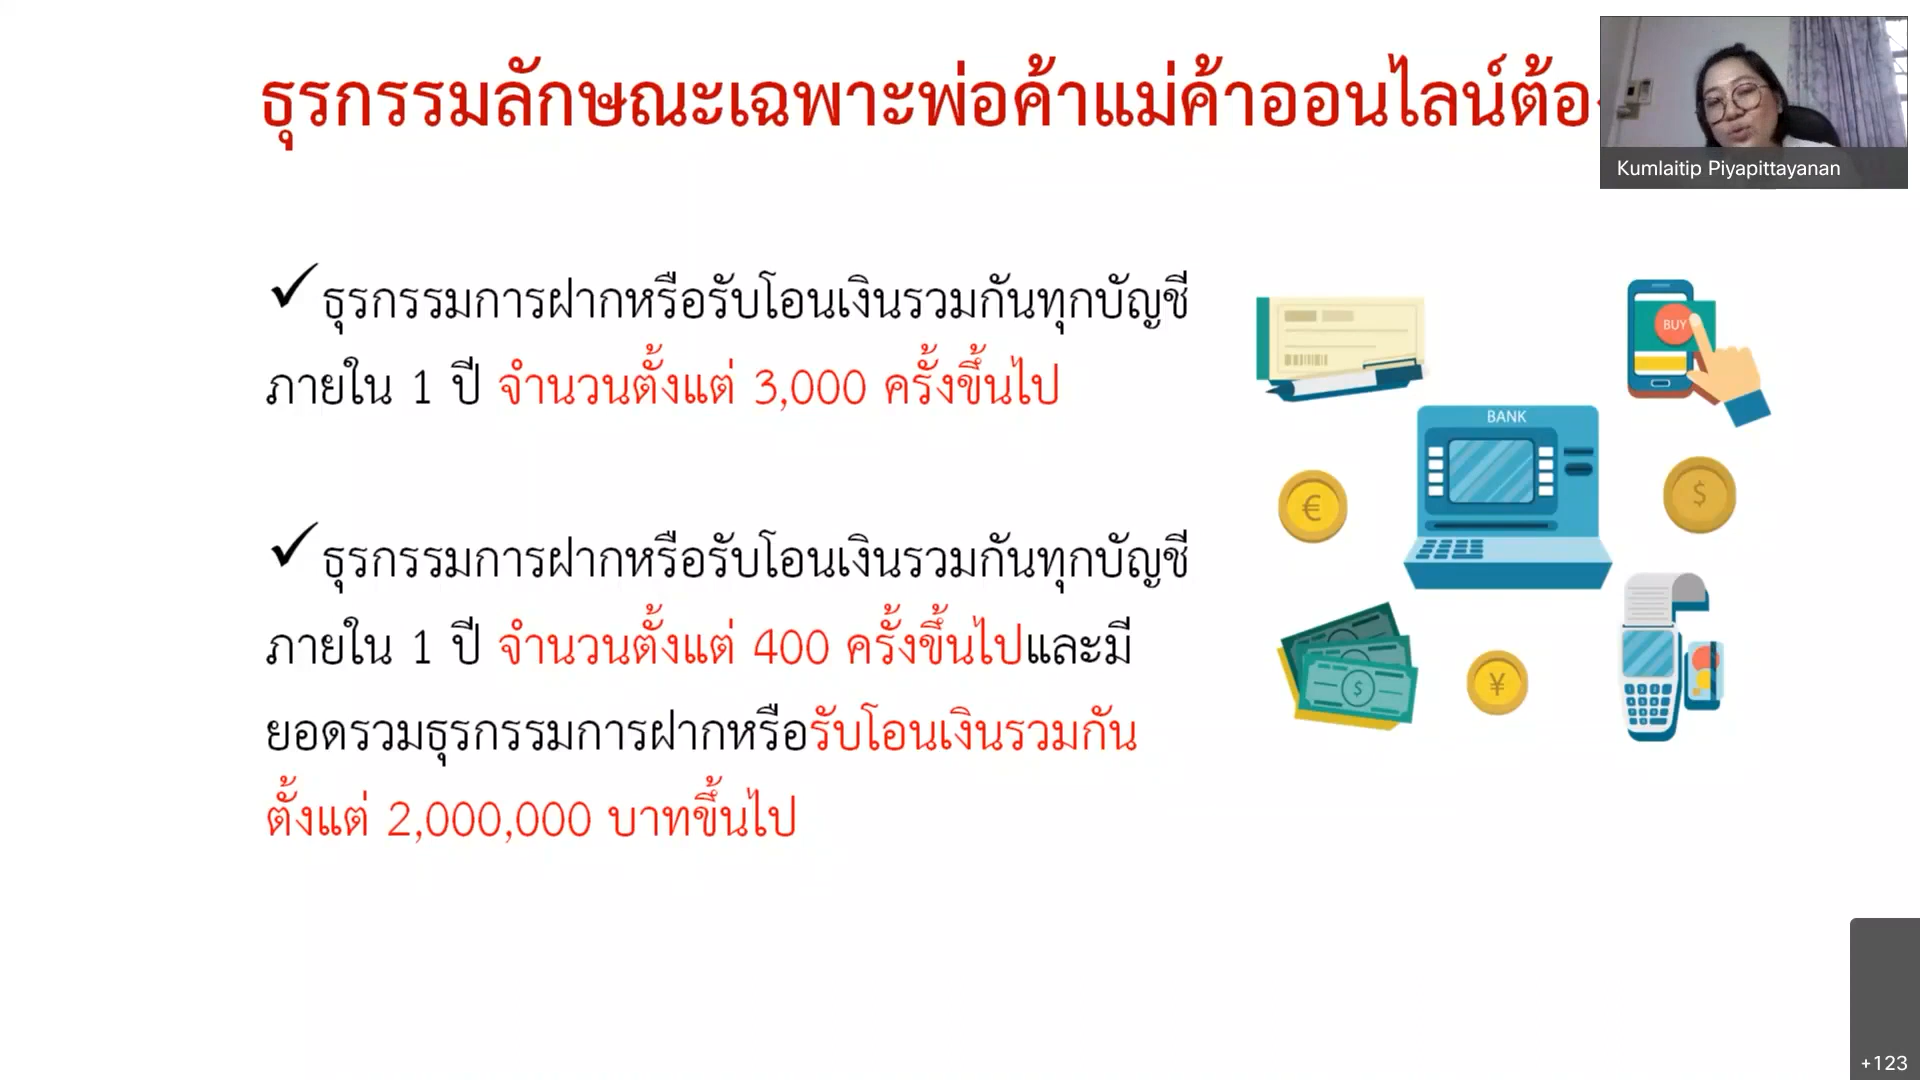 ธุรกรรมลักษณะเฉพาะพ่อค้าแม่ค้าออนไลน์ต้อ
Kumlaitip Piyapittayanan
✓ธุรกรรมการฝากหรือรับโอนเงินรวมกันทุกบัญชี
ภายใน 1 ปี จำนวนตั้งแต่ 3,000 ครั้งขึ้นไป
✓ธุรกรรมการฝากหรือรับโอนเงินรวมกันทุกบัญชี
ภายใน 1 ปี จำนวนตั้งแต่ 400 ครั้งขึ้นไปและมี
ยอดรวมธุรกรรมการฝากหรือรับโอนเงินรวมกัน
ตั้งแต่ 2,000,000 บาทขึ้นไป
BUY
BANK
€
$
$
¥
+123